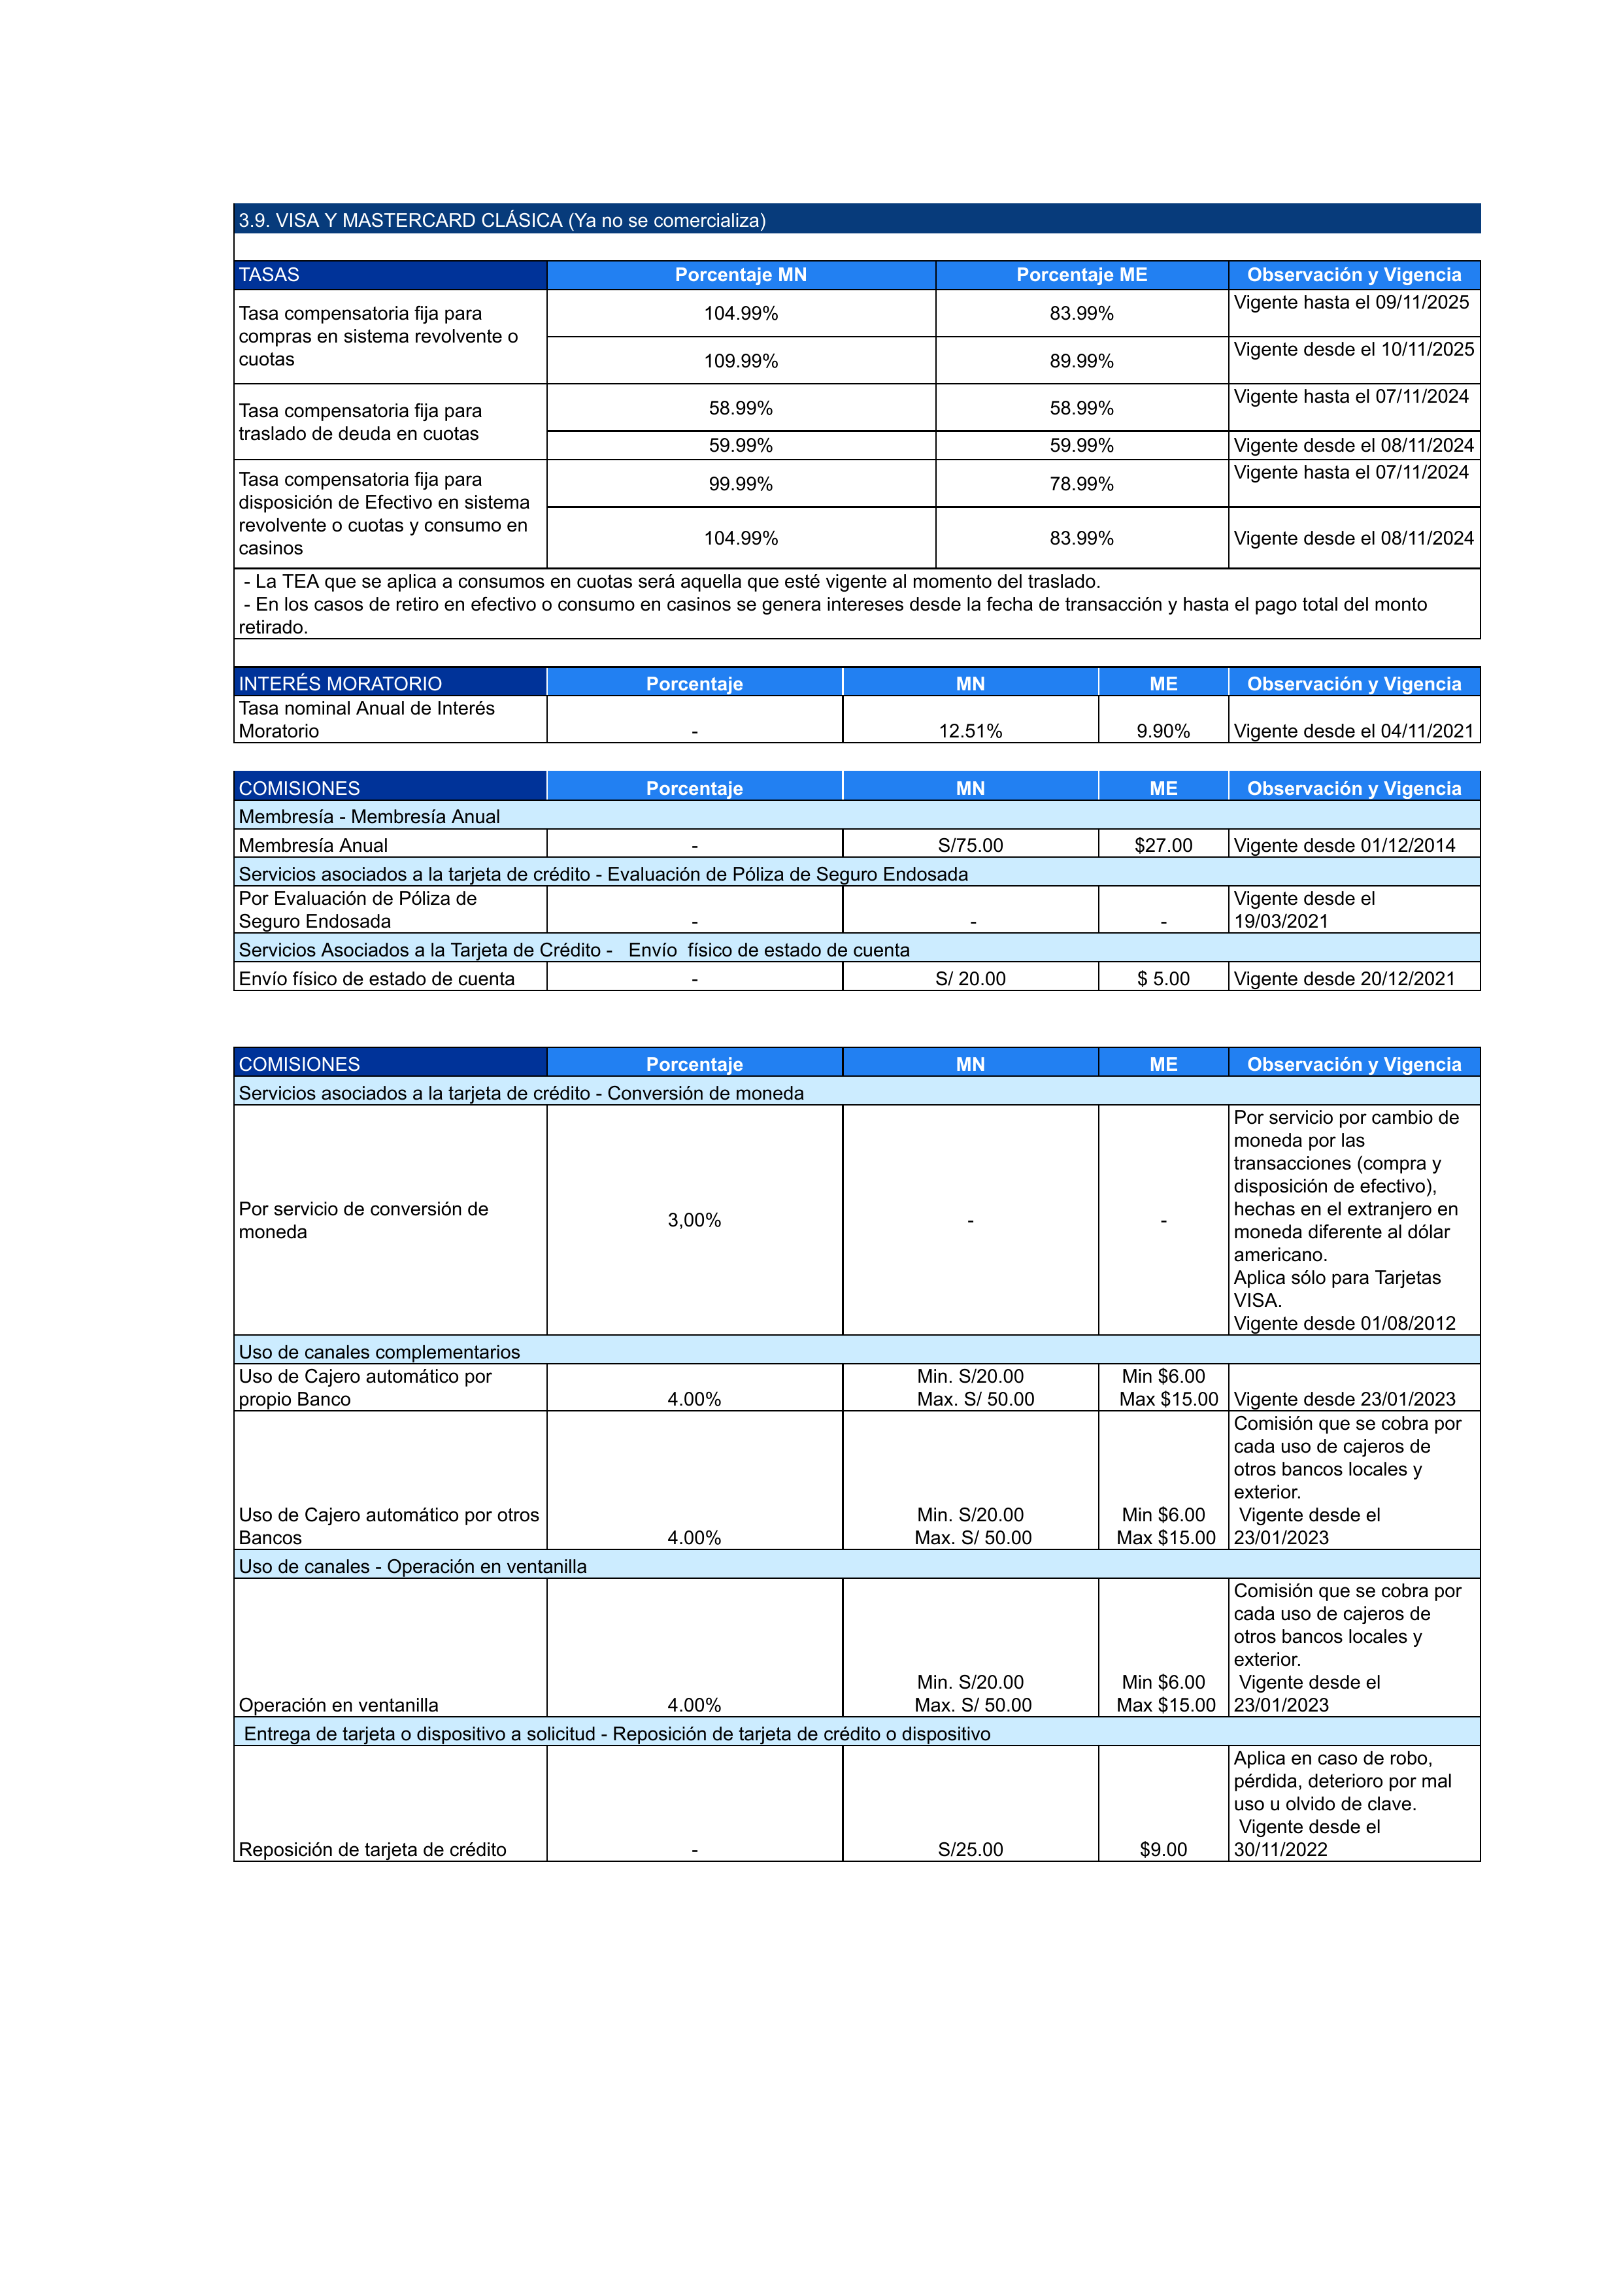 3.9. VISA Y MASTERCARD CLÁSICA (Ya no se comercializa)
TASAS Porcentaje MN Porcentaje ME Observación y Vigencia
Tasa compensatoria fija para
compras en sistema revolvente o
cuotas
104.99% 83.99% Vigente hasta el 09/11/2025
109.99% 89.99% Vigente desde el 10/11/2025
Tasa compensatoria fija para
traslado de deuda en cuotas
58.99% 58.99% Vigente hasta el 07/11/2024
59.99% 59.99% Vigente desde el 08/11/2024
Tasa compensatoria fija para
disposición de Efectivo en sistema
revolvente o cuotas y consumo en
casinos
99.99% 78.99% Vigente hasta el 07/11/2024
104.99% 83.99% Vigente desde el 08/11/2024
- La TEA que se aplica a consumos en cuotas será aquella que esté vigente al momento del traslado.
- En los casos de retiro en efectivo o consumo en casinos se genera intereses desde la fecha de transacción y hasta el pago total del monto
retirado.
INTERÉS MORATORIO Porcentaje MN ME Observación y Vigencia
Tasa nominal Anual de Interés
Moratorio - 12.51% 9.90% Vigente desde el 04/11/2021
COMISIONES Porcentaje MN ME Observación y Vigencia
Membresía - Membresía Anual
Membresía Anual - S/75.00 $27.00 Vigente desde 01/12/2014
Servicios asociados a la tarjeta de crédito - Evaluación de Póliza de Seguro Endosada
Por Evaluación de Póliza de
Seguro Endosada - - -
Vigente desde el
19/03/2021
Servicios Asociados a la Tarjeta de Crédito -   Envío  físico de estado de cuenta
Envío físico de estado de cuenta - S/ 20.00 $ 5.00 Vigente desde 20/12/2021
COMISIONES Porcentaje MN ME Observación y Vigencia
Servicios asociados a la tarjeta de crédito - Conversión de moneda
Por servicio de conversión de
moneda
3,00% - -
Por servicio por cambio de
moneda por las
transacciones (compra y
disposición de efectivo),
hechas en el extranjero en
moneda diferente al dólar
americano.
Aplica sólo para Tarjetas
VISA.
Vigente desde 01/08/2012
Uso de canales complementarios
Uso de Cajero automático por
propio Banco
4.00%
Min. S/20.00
Max. S/ 50.00
Min $6.00
Max $15.00
Vigente desde 23/01/2023
Uso de Cajero automático por otros
Bancos
4.00%
Min. S/20.00
Max. S/ 50.00
Min $6.00
Max $15.00
Comisión que se cobra por
cada uso de cajeros de
otros bancos locales y
exterior.
Vigente desde el
23/01/2023
Uso de canales - Operación en ventanilla
Operación en ventanilla
4.00%
Min. S/20.00
Max. S/ 50.00
Min $6.00
Max $15.00
Comisión que se cobra por
cada uso de cajeros de
otros bancos locales y
exterior.
Vigente desde el
23/01/2023
Entrega de tarjeta o dispositivo a solicitud - Reposición de tarjeta de crédito o dispositivo
Reposición de tarjeta de crédito - S/25.00 $9.00
Aplica en caso de robo,
pérdida, deterioro por mal
uso u olvido de clave.
Vigente desde el
30/11/2022